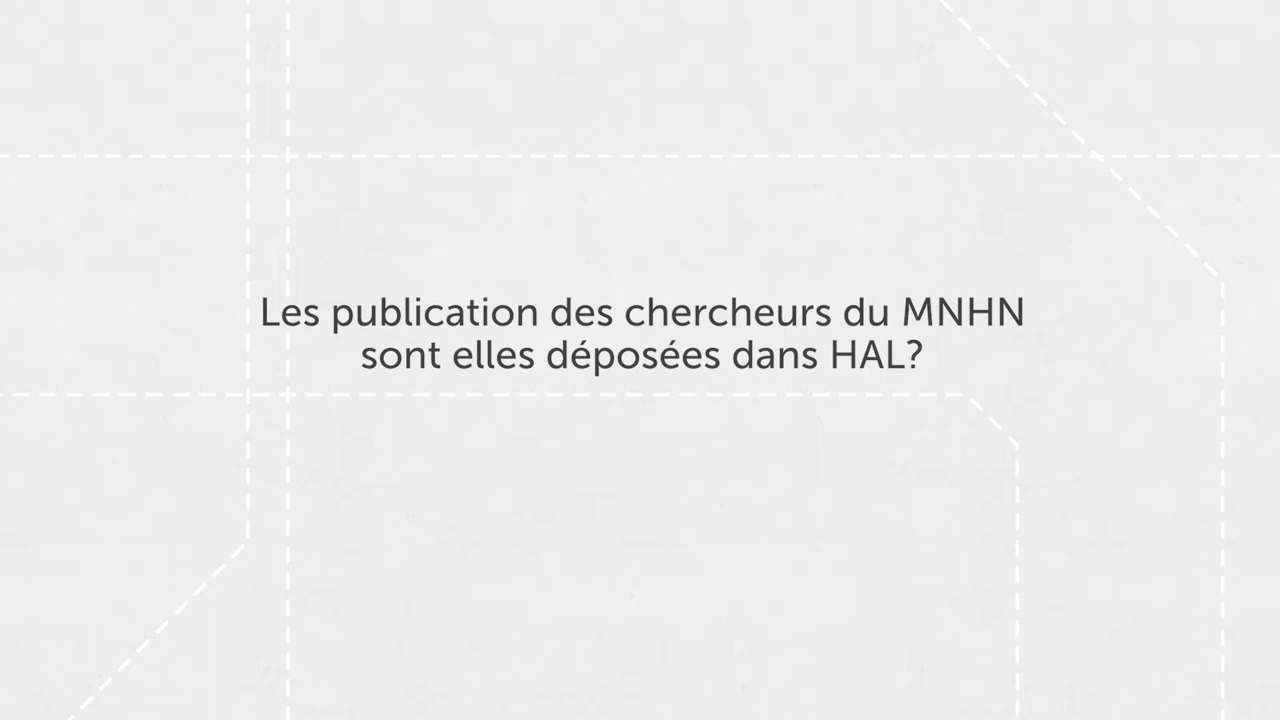 Les publication des chercheurs du MNHN
sont elles déposées dans HAL?